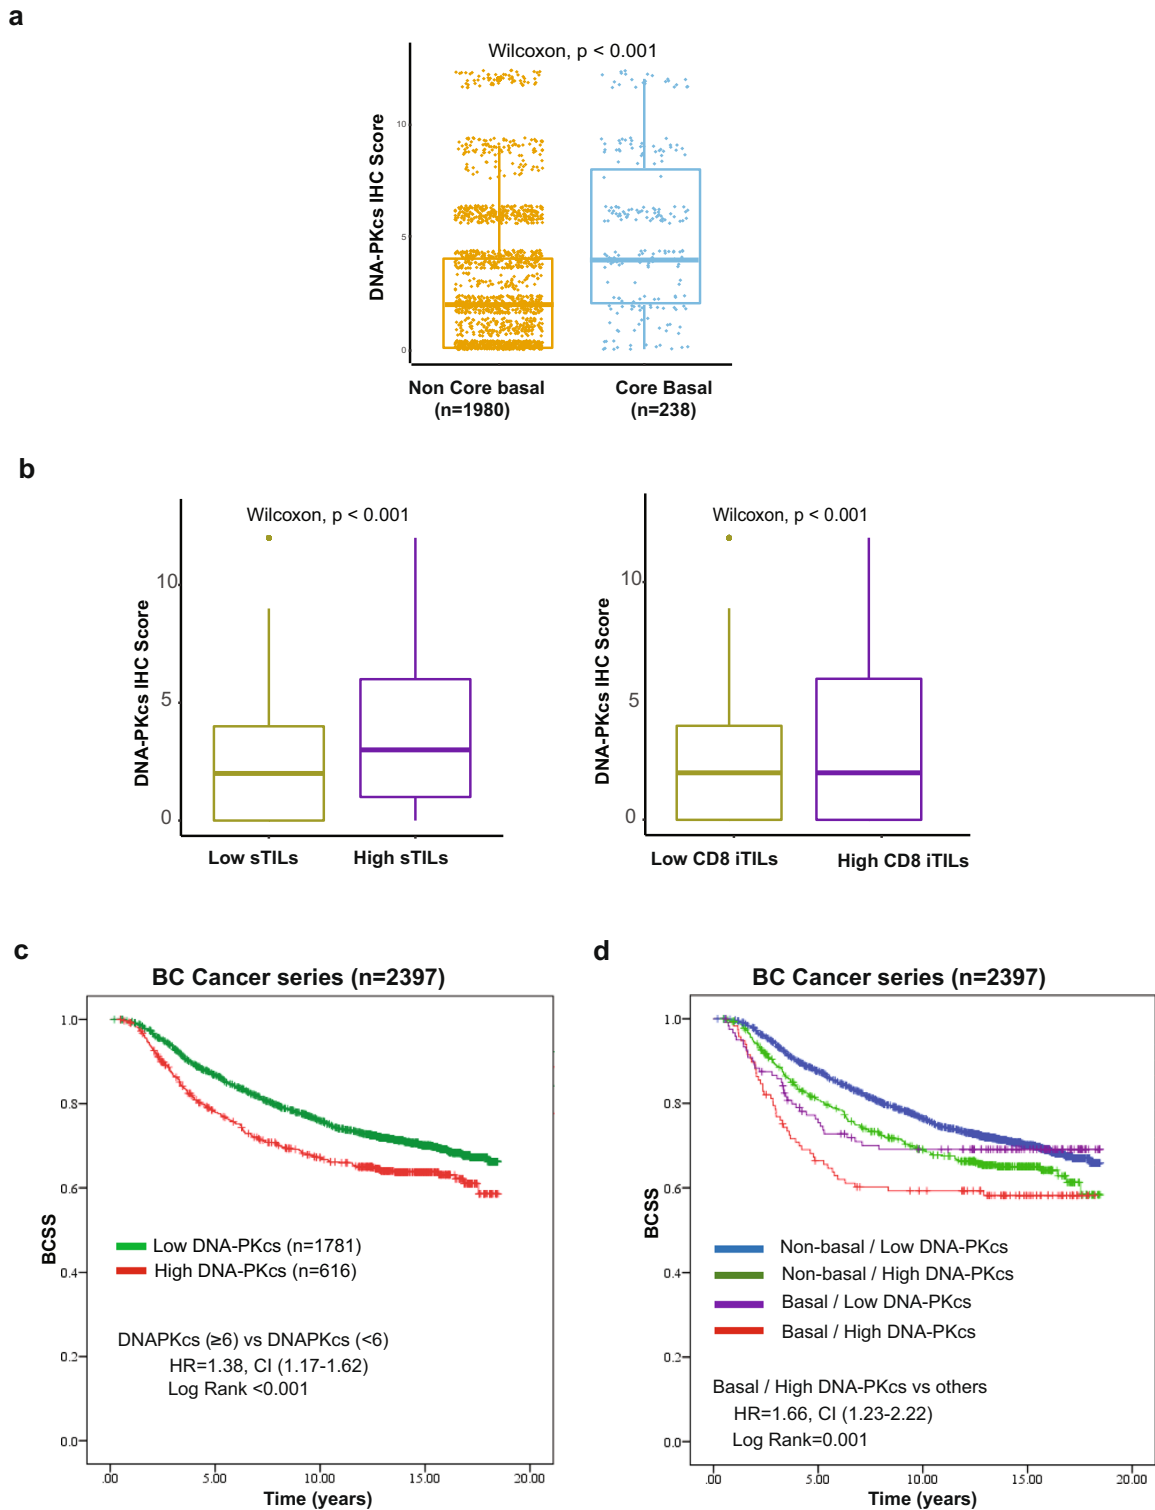 a
Wilcoxon, p < 0.001
DNA-PKcs IHC Score
10
5
0
Non Core basal
(n=1980)
Core Basal
(n=238)
b
Wilcoxon, p < 0.001
DNA-PKcs IHC Score
10
5
0
Low sTILs
High sTILs
Wilcoxon, p < 0.001
DNA-PKcs IHC Score
10
5
0
Low CD8 iTILs
High CD8 iTILs
c
BC Cancer series (n=2397)
BCSS
1.0
0.8
0.6
0.4
0.2
0.0
Low DNA-PKcs (n=1781)
High DNA-PKcs (n=616)
DNAPKcs (≥6) vs DNAPKcs (<6)
HR=1.38, CI (1.17-1.62)
Log Rank <0.001
.00
5.00
10.00
15.00
20.00
Time (years)
d
BC Cancer series (n=2397)
BCSS
1.0
0.8
0.6
0.4
0.2
0.0
Non-basal / Low DNA-PKcs
Non-basal / High DNA-PKcs
Basal / Low DNA-PKcs
Basal / High DNA-PKcs
Basal / High DNA-PKcs vs others
HR=1.66, CI (1.23-2.22)
Log Rank=0.001
.00
5.00
10.00
15.00
20.00
Time (years)